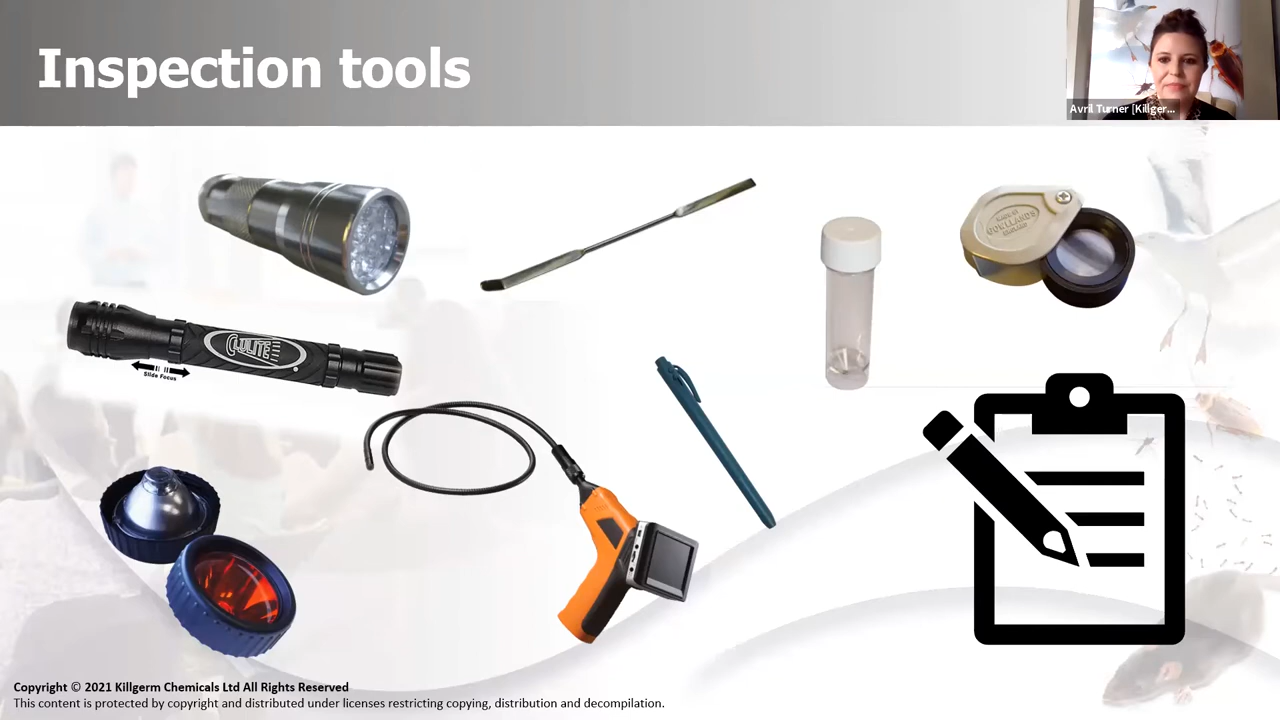 Inspection tools
Avril Turner [Killger...
CLULITE
Slide Focus
Copyright © 2021 Killgerm Chemicals Ltd All Rights Reserved
This content is protected by copyright and distributed under licenses restricting copying, distribution and decompilation.